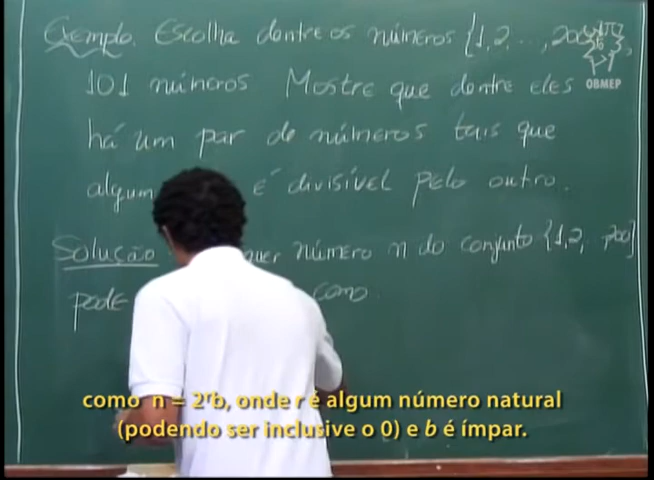 Exemplo. Escolha dentre os números {1,2,...,200},
OBMEP
101 números Mostre que dentre eles
há um par de números tais que
algum é divisível pelo outro.
Solução número n do conjunto {1,2, ,200}
pode como
como n = 2ʳb, onde r é algum número natural
(podendo ser inclusive o 0) e b é ímpar.